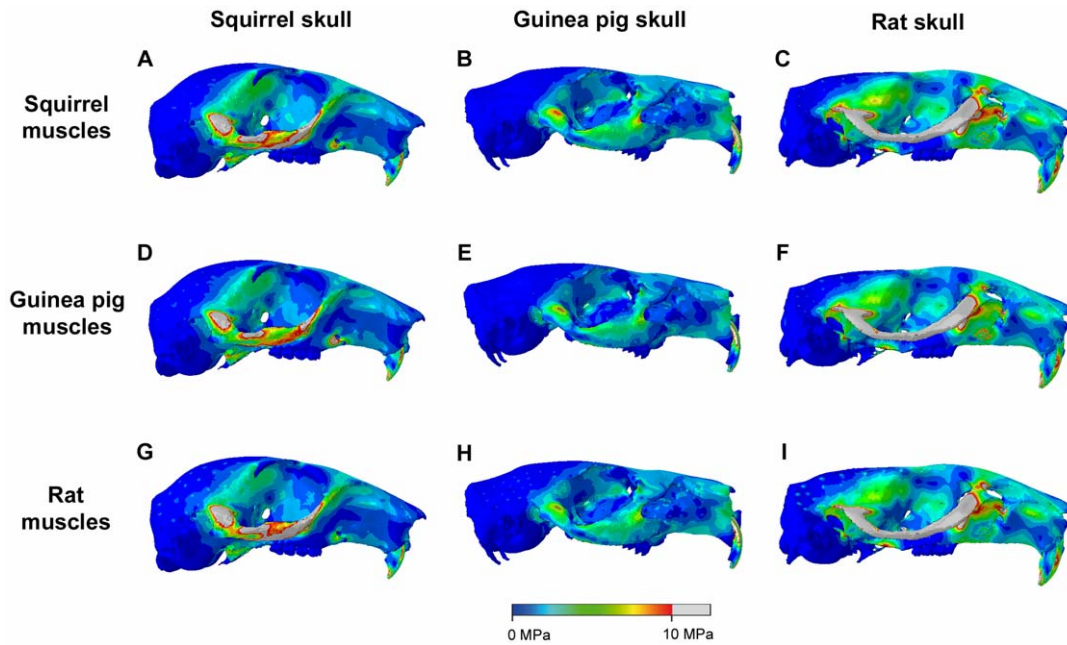 Squirrel skull
Guinea pig skull
Rat skull
A
B
C
Squirrel
muscles
D
E
F
Guinea pig
muscles
G
H
I
Rat
muscles
0 MPa
10 MPa